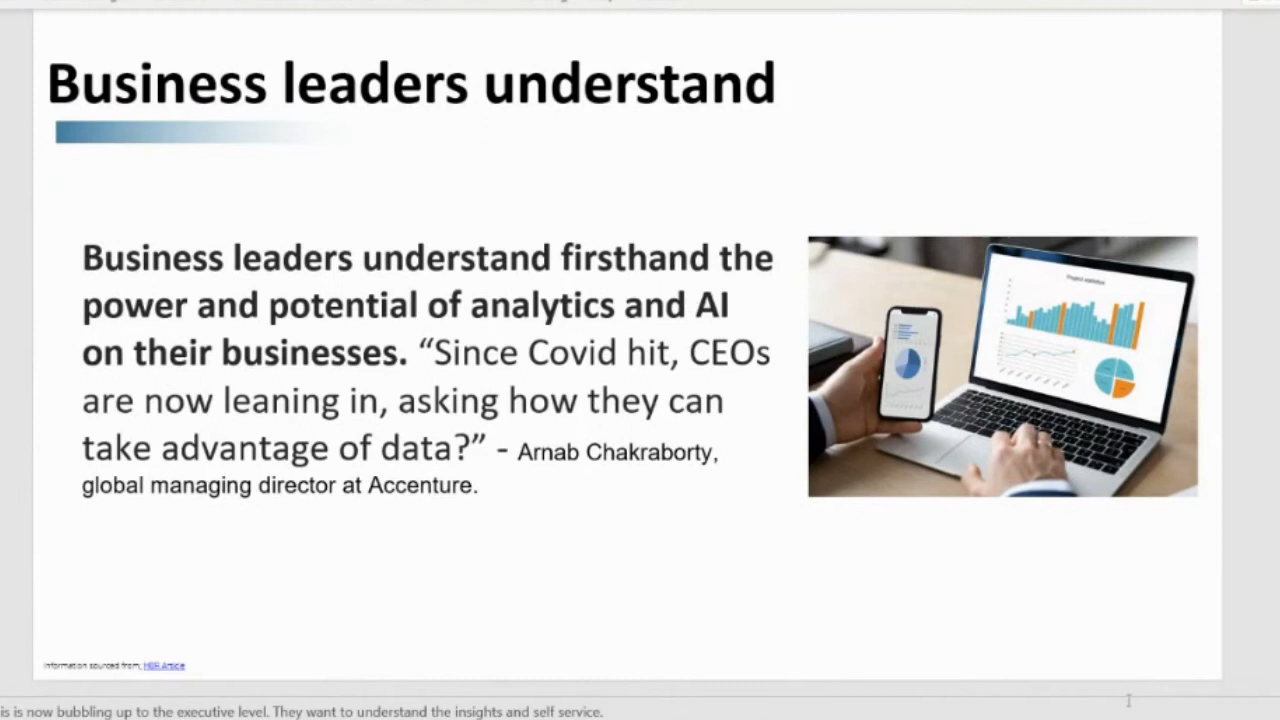 Business leaders understand
Business leaders understand firsthand the
power and potential of analytics and AI
on their businesses. “Since Covid hit, CEOs
are now leaning in, asking how they can
take advantage of data?” - Arnab Chakraborty,
global managing director at Accenture.
Project statistics
Information sourced from; HBR Article
is is now bubbling up to the executive level. They want to understand the insights and self service.